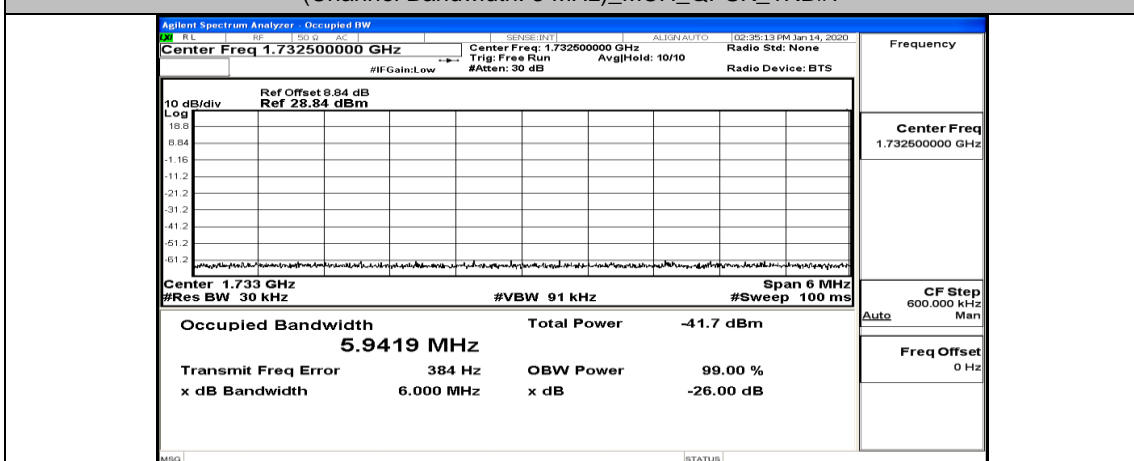 Agilent Spectrum Analyzer - Occupied BW
RL RF 50 Ω AC SENSE:INT ALIGN AUTO 02:35:13 PM Jan 14, 2020
Center Freq 1.732500000 GHz
Center Freq: 1.732500000 GHz
Radio Std: None
Trig: Free Run Avg|Hold: 10/10
#IFGain:Low #Atten: 30 dB Radio Device: BTS
Frequency
Ref Offset 8.84 dB
10 dB/div Ref 28.84 dBm
Log
18.8
8.84
-1.16
-11.2
-21.2
-31.2
-41.2
-51.2
-61.2
Center 1.733 GHz Span 6 MHz
#Res BW 30 kHz #VBW 91 kHz #Sweep 100 ms
Occupied Bandwidth Total Power -41.7 dBm
5.9419 MHz
Transmit Freq Error 384 Hz OBW Power 99.00 %
x dB Bandwidth 6.000 MHz x dB -26.00 dB
Center Freq
1.732500000 GHz
CF Step
600.000 kHz
Auto Man
Freq Offset
0 Hz
MSG STATUS